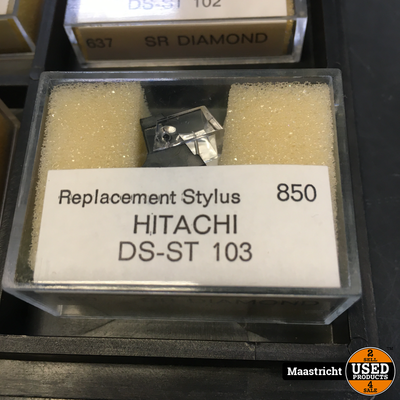 DS-ST 102
637 SR DIAMOND
Replacement Stylus 850
HITACHI
DS-ST 103
Maastricht
2
SELL
USED
PRODUCTS
4
SALE